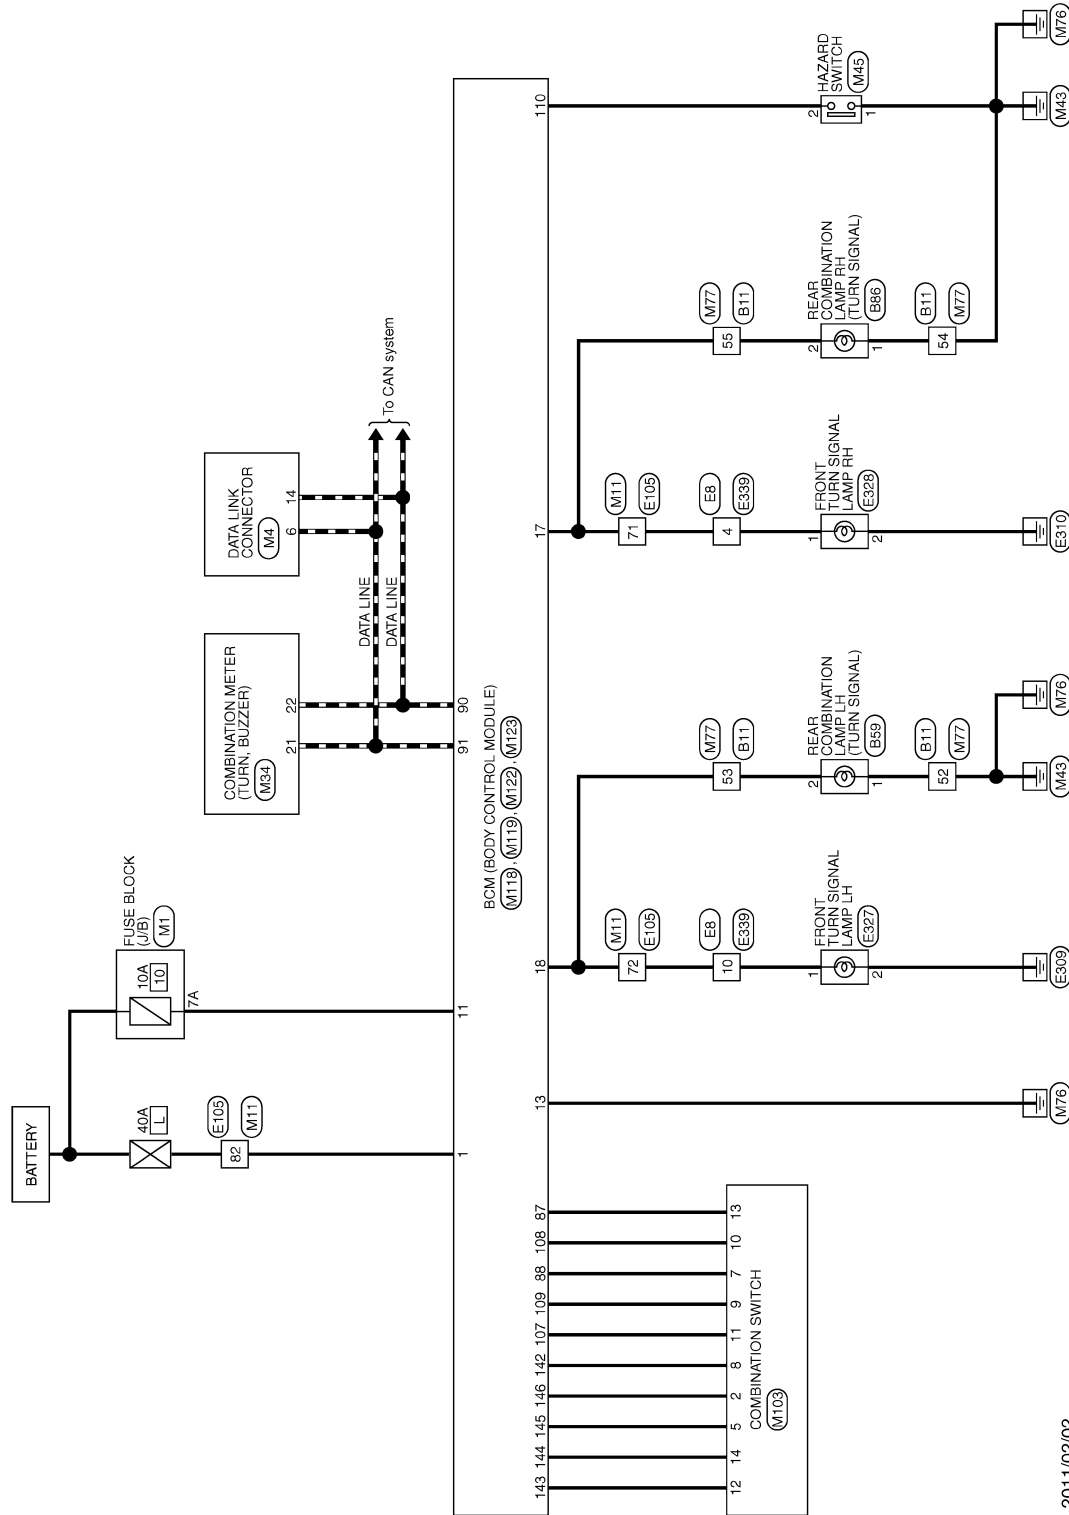 BATTERY
40A
L
E105
M11
82
FUSE BLOCK
(J/B)
M1
10A
10
7A
COMBINATION METER
(TURN, BUZZER)
M34
21
22
DATA LINK
CONNECTOR
M4
6
14
DATA LINE
DATA LINE
To CAN system
1
11
91
90
BCM (BODY CONTROL MODULE)
M118 , M119 , M122 , M123
143
144
145
146
142
107
109
88
108
87
13
18
17
110
12
14
5
2
8
11
9
7
10
13
COMBINATION SWITCH
M103
M76
72
M11
E105
10
E8
E339
1
FRONT
TURN SIGNAL
LAMP LH
E327
2
E309
53
M77
B11
2
REAR
COMBINATION
LAMP LH
(TURN SIGNAL)
B59
1
52
B11
M77
M43
M76
71
M11
E105
4
E8
E339
1
FRONT
TURN SIGNAL
LAMP RH
E328
2
E310
55
M77
B11
2
REAR
COMBINATION
LAMP RH
(TURN SIGNAL)
B86
1
54
B11
M77
2
HAZARD
SWITCH
M45
1
M43
M76